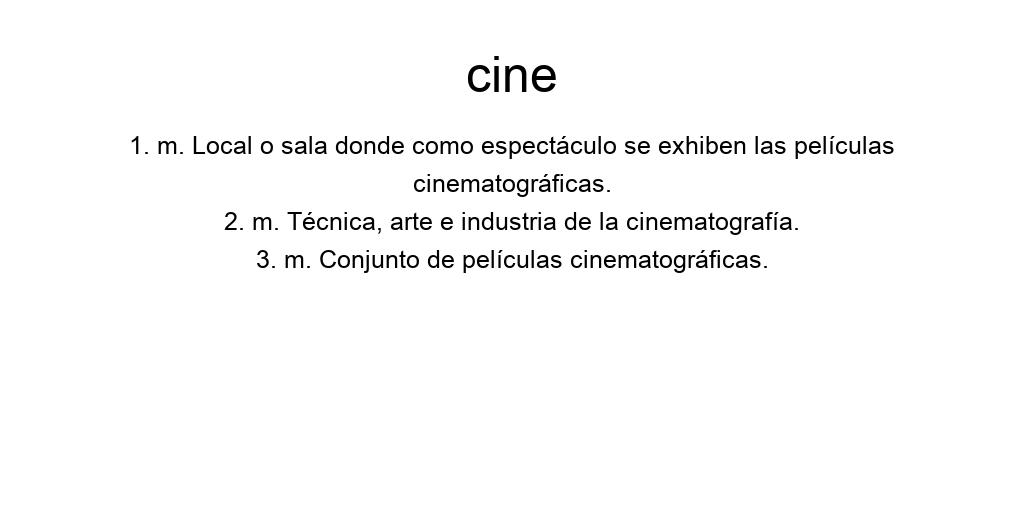 cine
1. m. Local o sala donde como espectáculo se exhiben las películas
cinematográficas.
2. m. Técnica, arte e industria de la cinematografía.
3. m. Conjunto de películas cinematográficas.